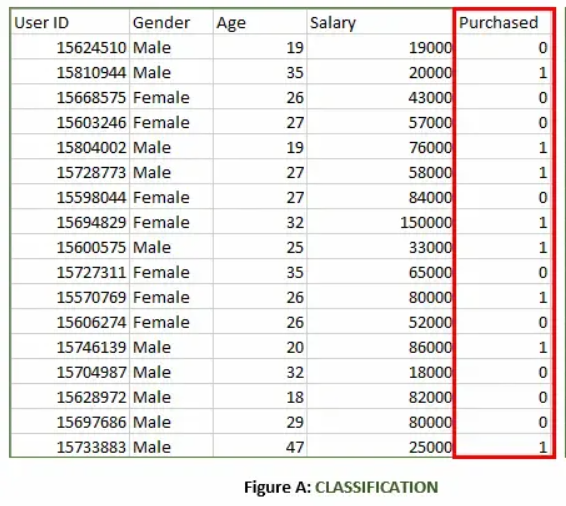 User ID Gender Age Salary Purchased
15624510 Male 19 19000 0
15810944 Male 35 20000 1
15668575 Female 26 43000 0
15603246 Female 27 57000 0
15804002 Male 19 76000 1
15728773 Male 27 58000 1
15598044 Female 27 84000 0
15694829 Female 32 150000 1
15600575 Male 25 33000 1
15727311 Female 35 65000 0
15570769 Female 26 80000 1
15606274 Female 26 52000 0
15746139 Male 20 86000 1
15704987 Male 32 18000 0
15628972 Male 18 82000 0
15697686 Male 29 80000 0
15733883 Male 47 25000 1
Figure A: CLASSIFICATION